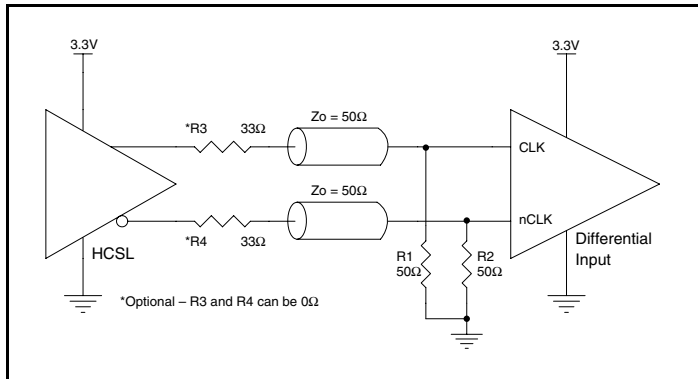 3.3V
3.3V
*R3
33Ω
Zo = 50Ω
CLK
Zo = 50Ω
nCLK
*R4
33Ω
HCSL
R1
50Ω
R2
50Ω
Differential
Input
*Optional – R3 and R4 can be 0Ω